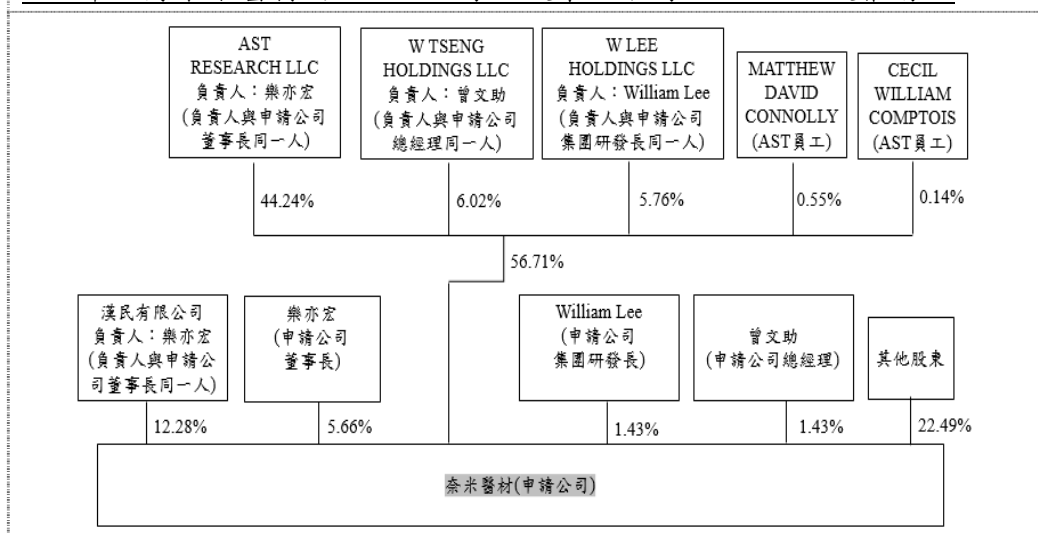 AST
RESEARCH LLC
負責人：樂亦宏
(負責人與申請公司
董事長同一人)
W TSENG
HOLDINGS LLC
負責人：曾文助
(負責人與申請公司
總經理同一人)
W LEE
HOLDINGS LLC
負責人：William Lee
(負責人與申請公司
集團研發長同一人)
MATTHEW
DAVID
CONNOLLY
(AST員工)
CECIL
WILLIAM
COMPTOIS
(AST員工)
44.24%
6.02%
5.76%
0.55%
0.14%
56.71%
漢民有限公司
負責人：樂亦宏
(負責人與申請公
司董事長同一人)
樂亦宏
(申請公司
董事長)
William Lee
(申請公司
集團研發長)
曾文助
(申請公司總經理)
其他股東
12.28%
5.66%
1.43%
1.43%
22.49%
奈米醫材(申請公司)